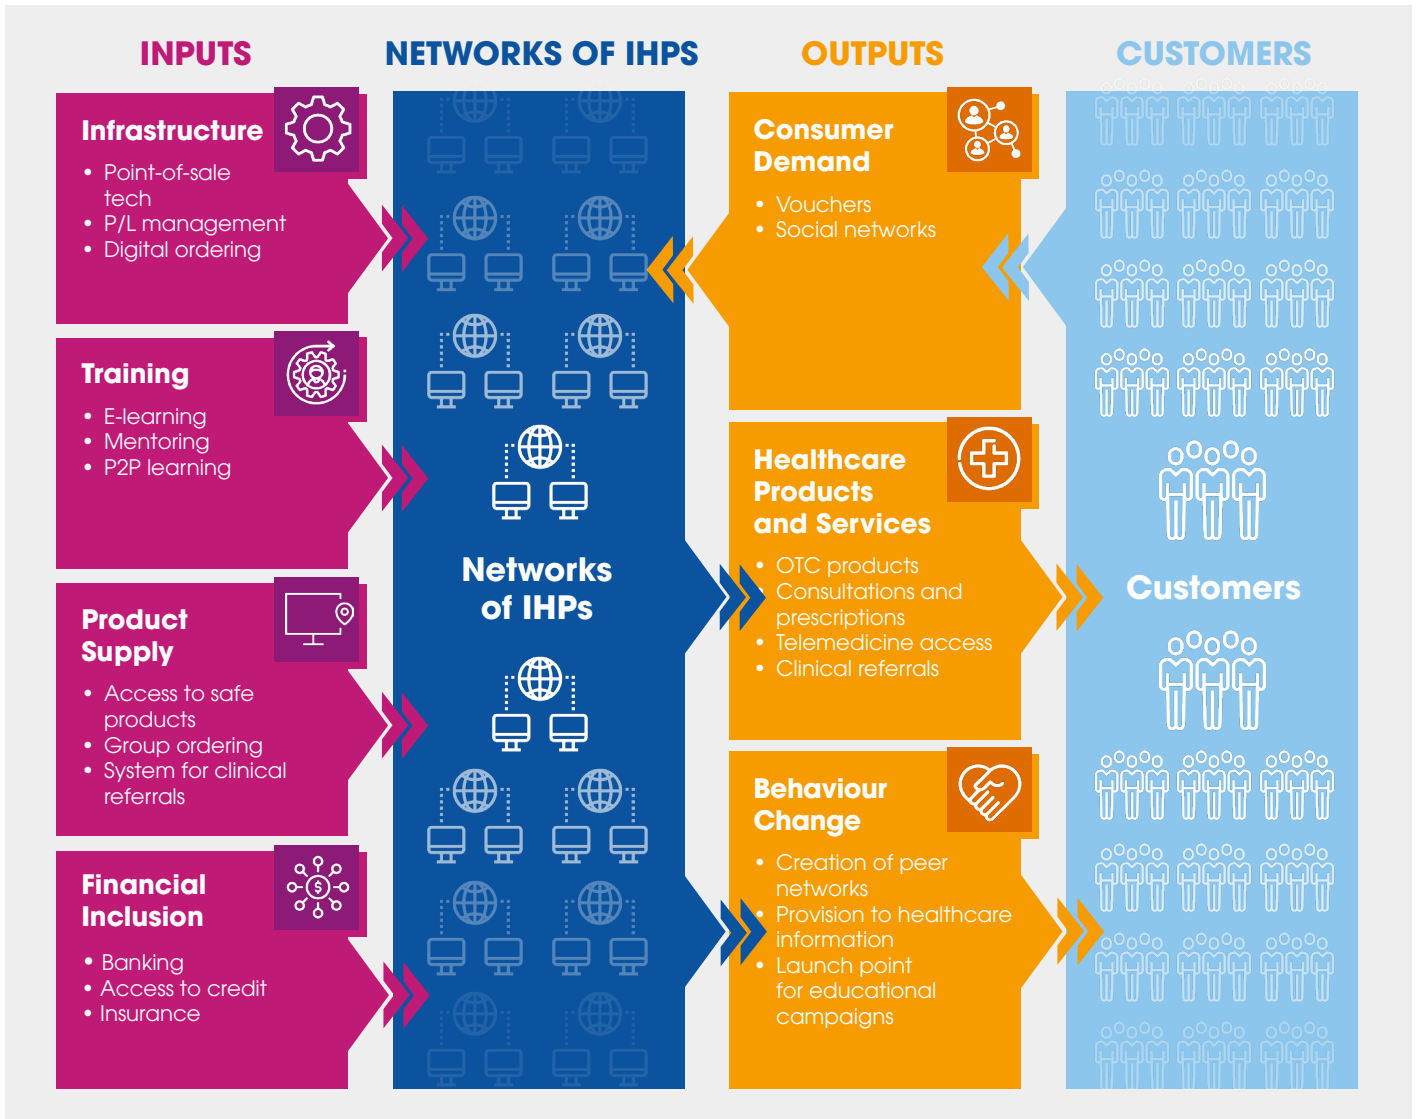 INPUTS
Infrastructure
• Point-of-sale
tech
• P/L management
• Digital ordering
Training
• E-learning
• Mentoring
• P2P learning
Product
Supply
• Access to safe
products
• Group ordering
• System for clinical
referrals
Financial
Inclusion
$
• Banking
• Access to credit
• Insurance
NETWORKS OF IHPS
Networks
of IHPs
OUTPUTS
Consumer
Demand
• Vouchers
• Social networks
Healthcare
Products
and Services
• OTC products
• Consultations and
prescriptions
• Telemedicine access
• Clinical referrals
Behaviour
Change
• Creation of peer
networks
• Provision to healthcare
information
• Launch point
for educational
campaigns
CUSTOMERS
Customers